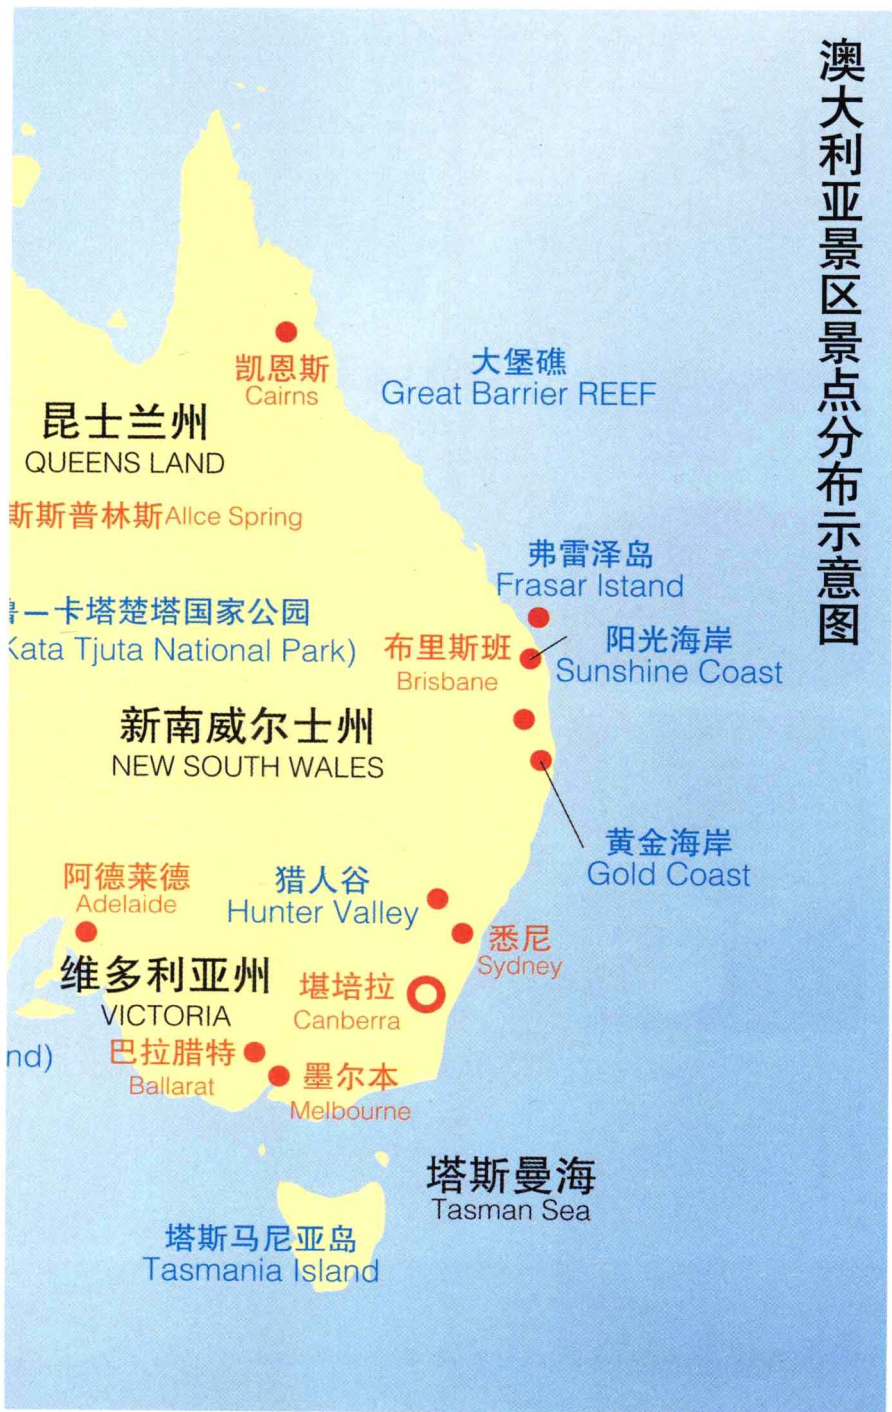 澳大利亚景区景点分布示意图
凯恩斯
Cairns
大堡礁
Great Barrier REEF
昆士兰州
QUEENS LAND
斯斯普林斯Allce Spring
弗雷泽岛
Frasar Istand
鲁—卡塔楚塔国家公园
Kata Tjuta National Park)
布里斯班
Brisbane
阳光海岸
Sunshine Coast
新南威尔士州
NEW SOUTH WALES
黄金海岸
Gold Coast
阿德莱德
Adelaide
猎人谷
Hunter Valley
悉尼
Sydney
维多利亚州
VICTORIA
堪培拉
Canberra
nd)
巴拉腊特
Ballarat
墨尔本
Melbourne
塔斯曼海
Tasman Sea
塔斯马尼亚岛
Tasmania Island